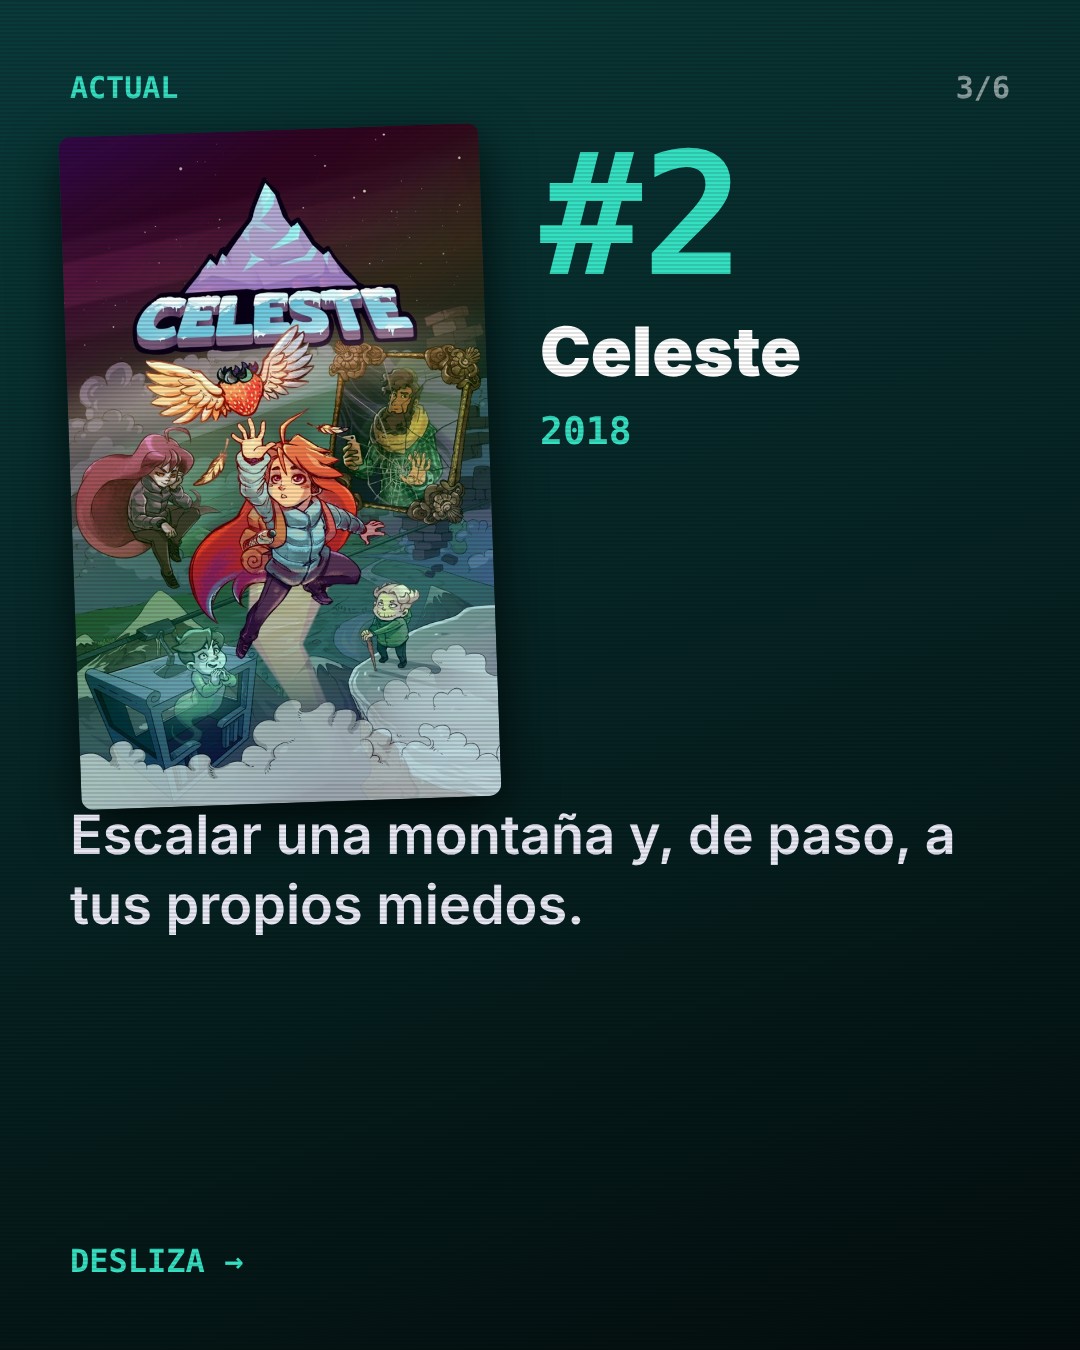 ACTUAL
3/6
CELESTE
#2
Celeste
2018
Escalar una montaña y, de paso, a
tus propios miedos.
DESLIZA →